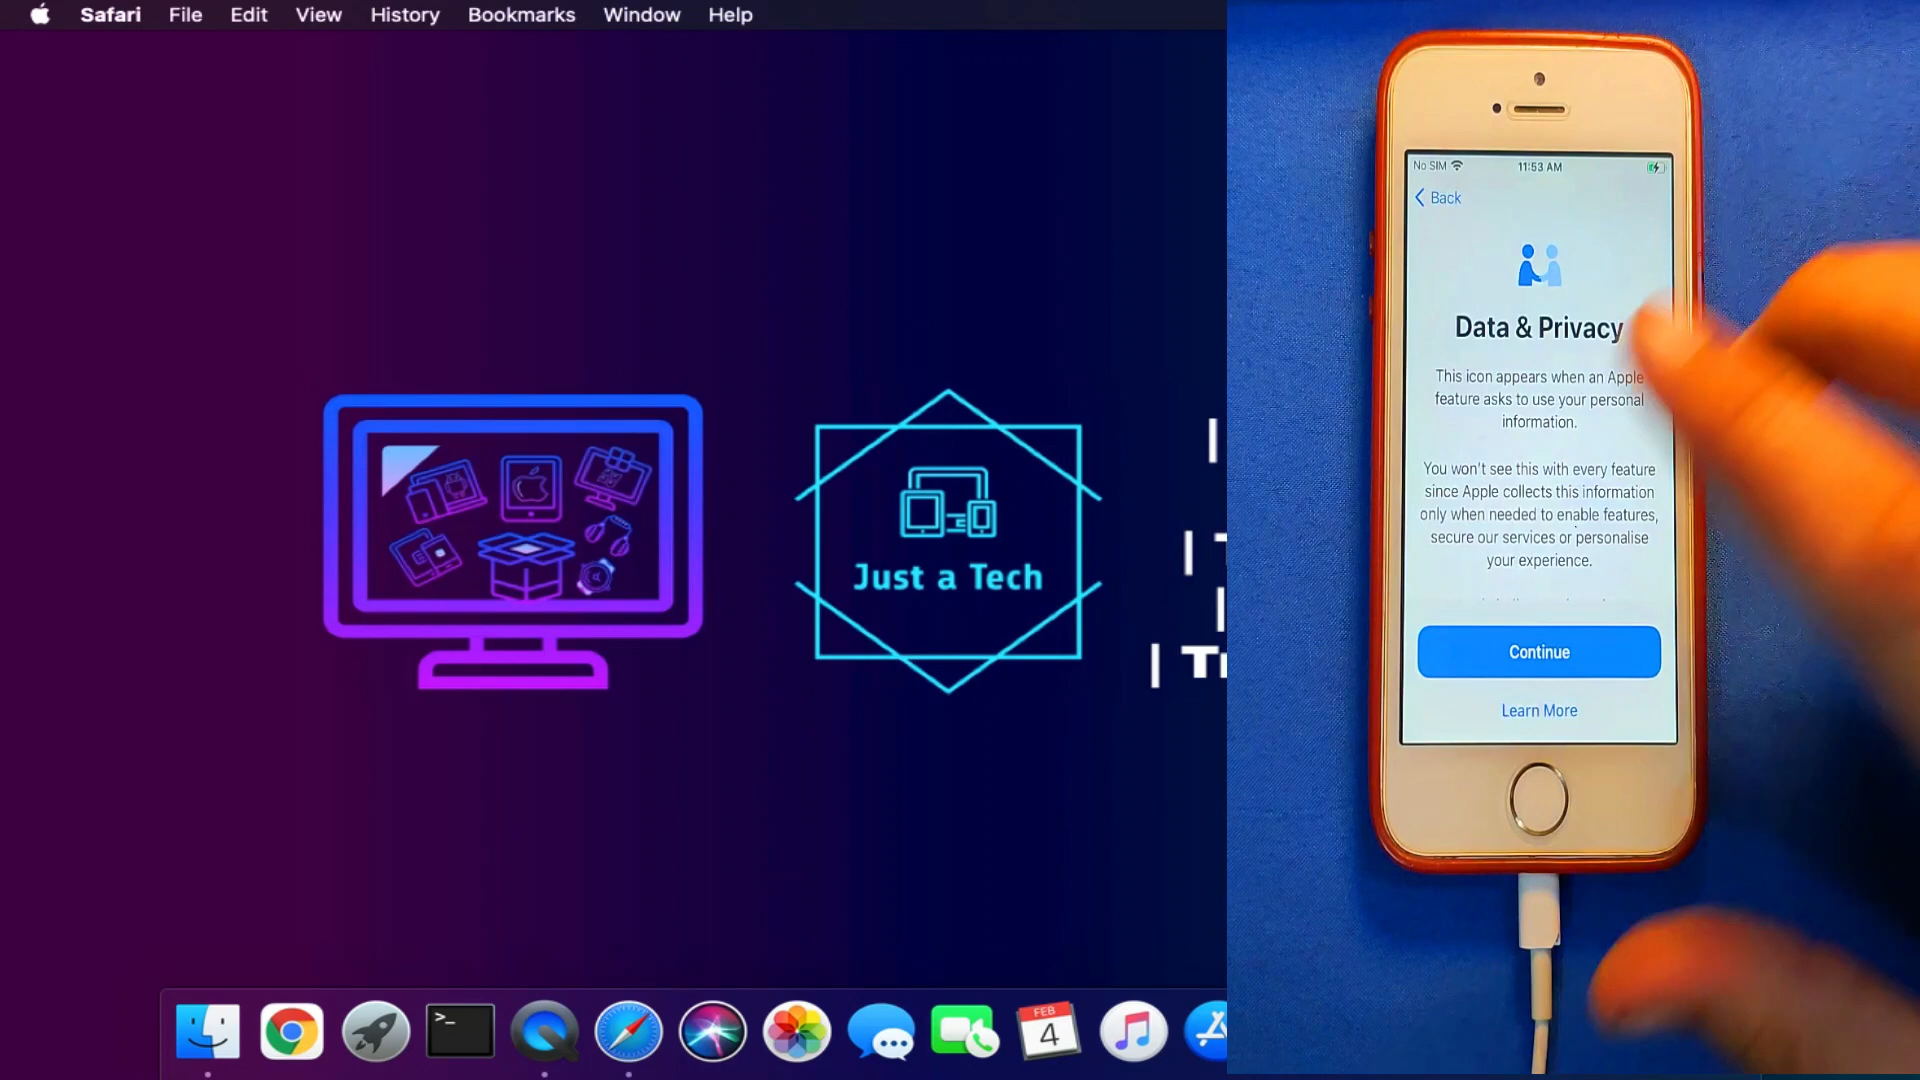 Safari File Edit View History Bookmarks Window Help
Just a Tech
FEB
4
No SIM 11:53 AM
Back
Data & Privacy
This icon appears when an Apple
feature asks to use your personal
information.
You won't see this with every feature
since Apple collects this information
only when needed to enable features,
secure our services or personalise
your experience.
Continue
Learn More